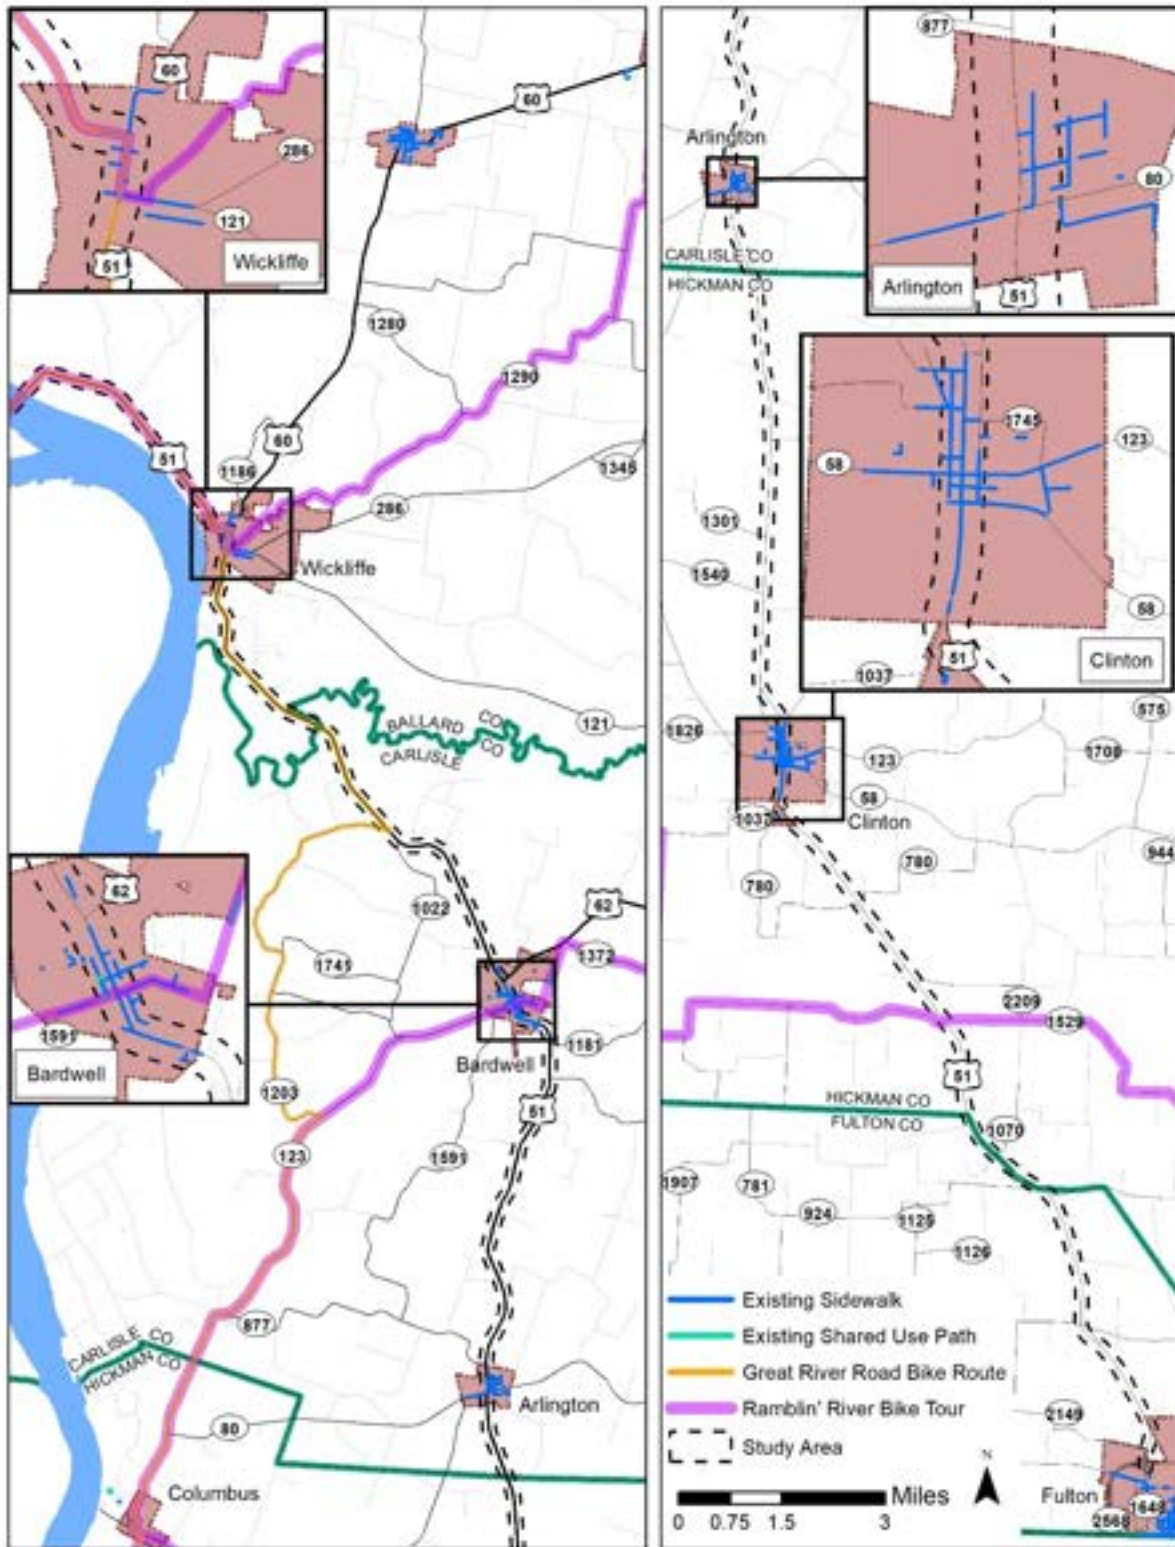 60
286
121
51
Wickliffe
60
1280
1290
60
51
1186
1345
286
Wickliffe
BALLARD CO
CARLISLE CO
121
62
1591
Bardwell
62
1022
1741
1372
1181
Bardwell
1203
51
123
1591
877
CARLISLE CO
HICKMAN CO
Arlington
80
Columbus
877
Arlington
80
CARLISLE CO
HICKMAN CO
Arlington
51
1745
123
58
1301
1540
58
51
Clinton
1037
575
1826
123
1708
58
1037
Clinton
780
944
780
2209
1529
51
HICKMAN CO
FULTON CO
1070
1907
781
924
1125
1126
Existing Sidewalk
Existing Shared Use Path
Great River Road Bike Route
Ramblin' River Bike Tour
Study Area
2149
N
Miles
0 0.75 1.5 3
Fulton
1648
2568